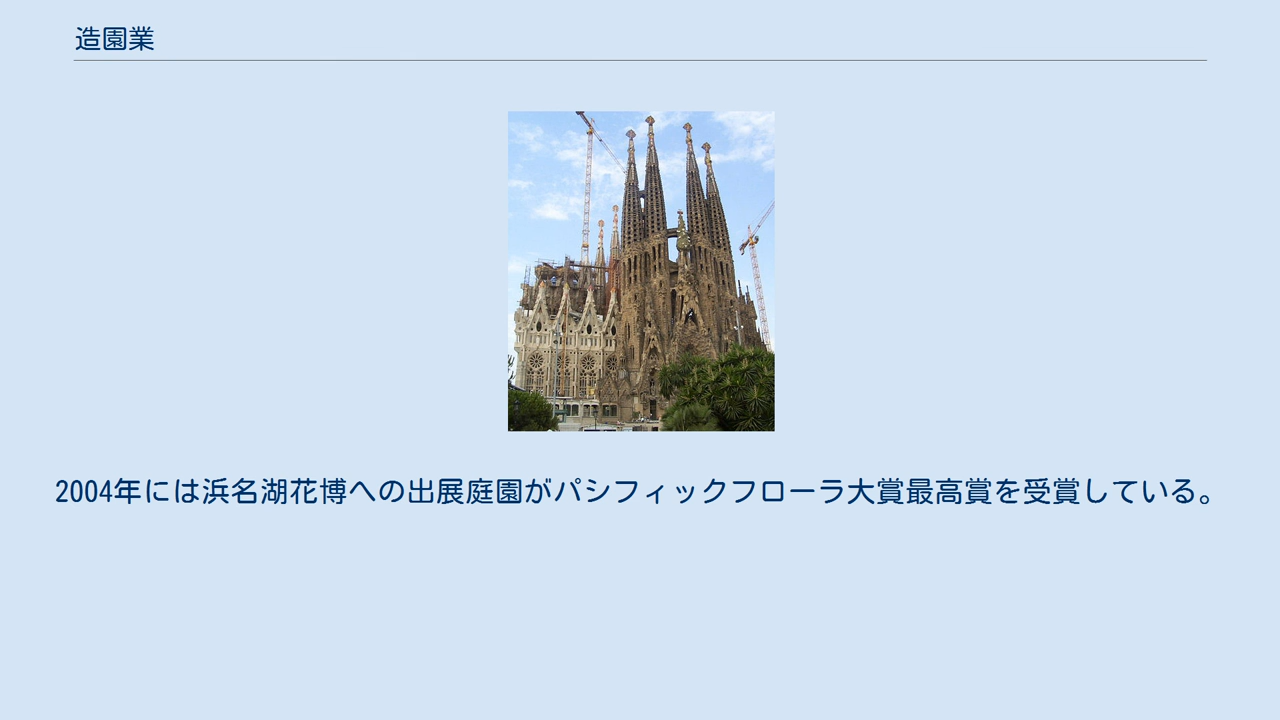 造園業
2004年には浜名湖花博への出展庭園がパシフィックフローラ大賞最高賞を受賞している。